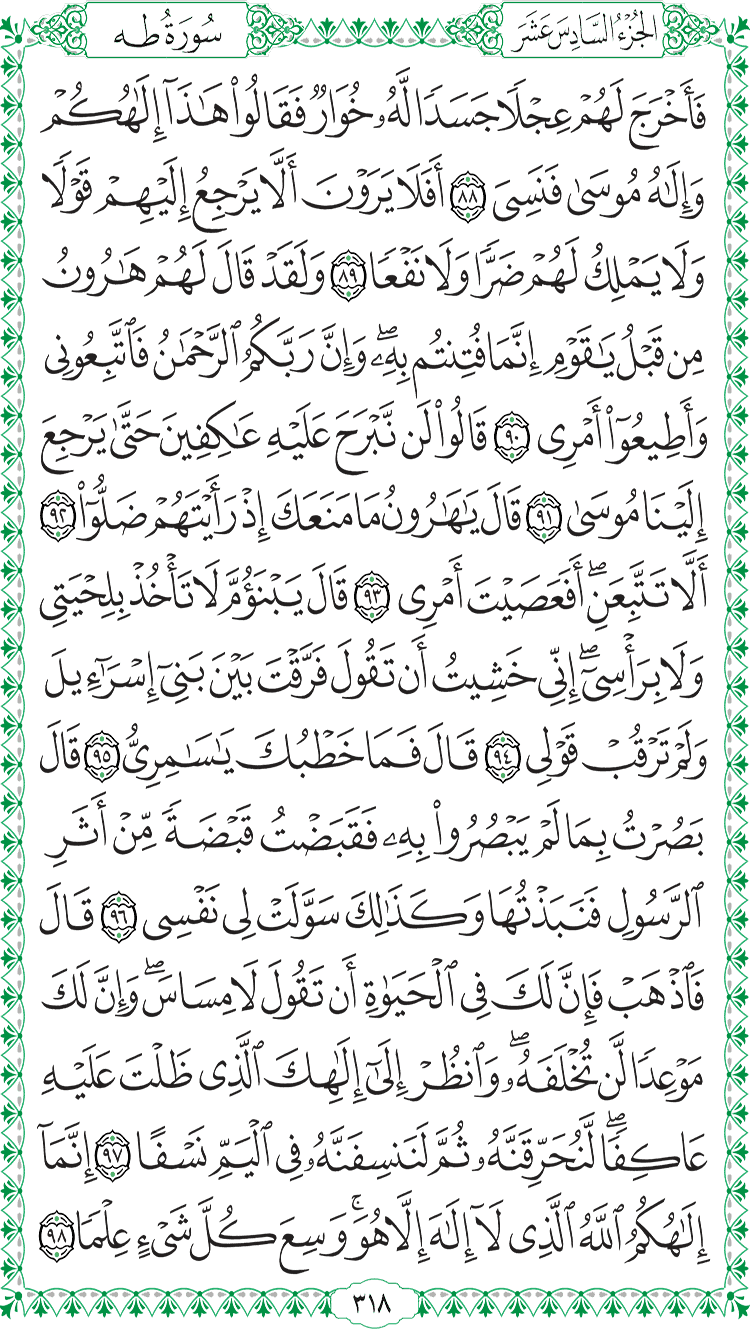 الجُزْءُ السَّادِسَ عَشَرَ
سُورَةُ طه
فَأَخْرَجَ لَهُمْ عِجْلًا جَسَدًا لَّهُۥ خُوَارٌ فَقَالُوا۟ هَٰذَآ إِلَٰهُكُمْ
وَإِلَٰهُ مُوسَىٰ فَنَسِىَ ٨٨ أَفَلَا يَرَوْنَ أَلَّا يَرْجِعُ إِلَيْهِمْ قَوْلًا
وَلَا يَمْلِكُ لَهُمْ ضَرًّا وَلَا نَفْعًا ٨٩ وَلَقَدْ قَالَ لَهُمْ هَٰرُونُ
مِن قَبْلُ يَٰقَوْمِ إِنَّمَا فُتِنتُم بِهِۦۖ وَإِنَّ رَبَّكُمُ ٱلرَّحْمَٰنُ فَٱتَّبِعُونِى
وَأَطِيعُوٓا۟ أَمْرِى ٩٠ قَالُوا۟ لَن نَّبْرَحَ عَلَيْهِ عَٰكِفِينَ حَتَّىٰ يَرْجِعَ
إِلَيْنَا مُوسَىٰ ٩١ قَالَ يَٰهَٰرُونُ مَا مَنَعَكَ إِذْ رَأَيْتَهُمْ ضَلُّوٓا۟ ٩٢
أَلَّا تَتَّبِعَنِۖ أَفَعَصَيْتَ أَمْرِى ٩٣ قَالَ يَبْنَؤُمَّ لَا تَأْخُذْ بِلِحْيَتِى
وَلَا بِرَأْسِىٓۖ إِنِّى خَشِيتُ أَن تَقُولَ فَرَّقْتَ بَيْنَ بَنِىٓ إِسْرَٰٓءِيلَ
وَلَمْ تَرْقُبْ قَوْلِى ٩٤ قَالَ فَمَا خَطْبُكَ يَٰسَٰمِرِىُّ ٩٥ قَالَ
بَصُرْتُ بِمَا لَمْ يَبْصُرُوا۟ بِهِۦ فَقَبَضْتُ قَبْضَةً مِّنْ أَثَرِ
ٱلرَّسُولِ فَنَبَذْتُهَا وَكَذَٰلِكَ سَوَّلَتْ لِى نَفْسِى ٩٦ قَالَ
فَٱذْهَبْ فَإِنَّ لَكَ فِى ٱلْحَيَوٰةِ أَن تَقُولَ لَا مِسَاسَۖ وَإِنَّ لَكَ
مَوْعِدًا لَّن تُخْلَفَهُۥۖ وَٱنظُرْ إِلَىٰٓ إِلَٰهِكَ ٱلَّذِى ظَلْتَ عَلَيْهِ
عَاكِفًاۖ لَّنُحَرِّقَنَّهُۥ ثُمَّ لَنَنسِفَنَّهُۥ فِى ٱلْيَمِّ نَسْفًا ٩٧ إِنَّمَآ
إِلَٰهُكُمُ ٱللَّهُ ٱلَّذِى لَآ إِلَٰهَ إِلَّا هُوَۚ وَسِعَ كُلَّ شَىْءٍ عِلْمًا ٩٨
٣١٨